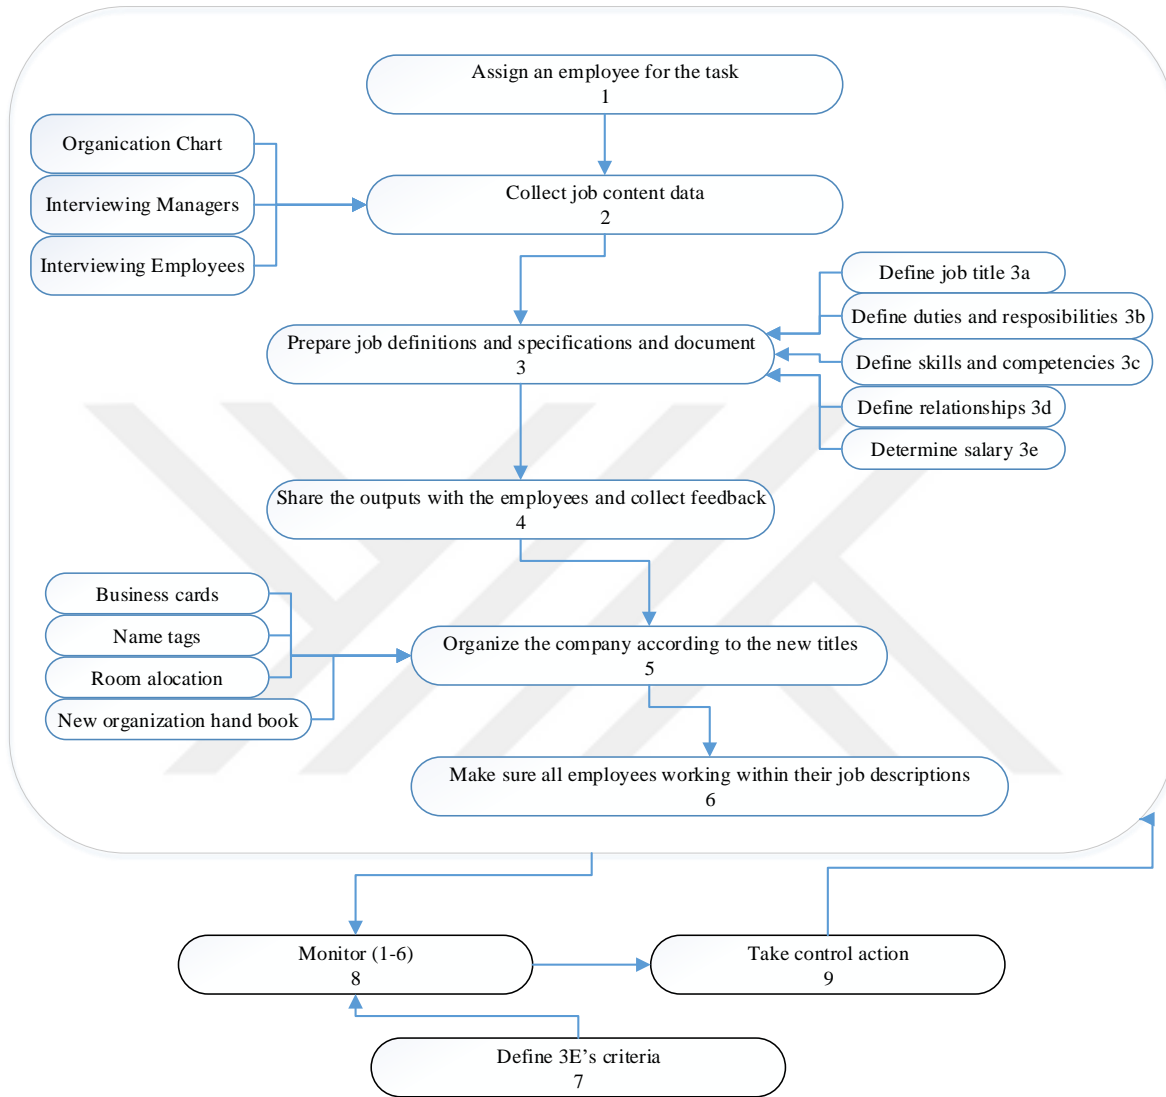 Assign an employee for the task
1
Organication Chart
Interviewing Managers
Interviewing Employees
Collect job content data
2
Define job title 3a
Define duties and resposibilities 3b
Define skills and competencies 3c
Define relationships 3d
Determine salary 3e
Prepare job definitions and specifications and document
3
Share the outputs with the employees and collect feedback
4
Business cards
Name tags
Room alocation
New organization hand book
Organize the company according to the new titles
5
Make sure all employees working within their job descriptions
6
Monitor (1-6)
8
Take control action
9
Define 3E’s criteria
7